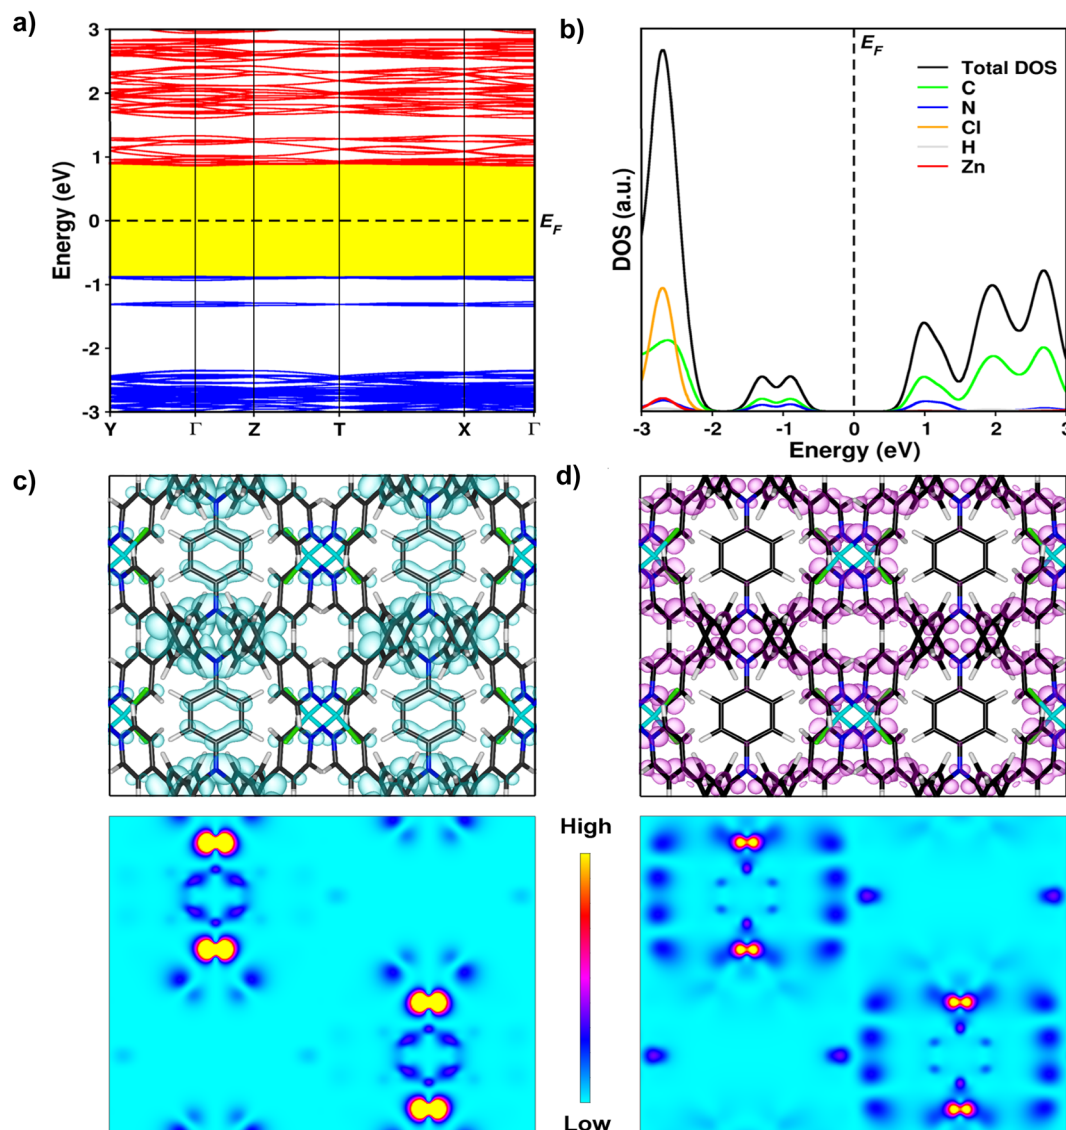 a)
3
2
1
0
-1
-2
-3
Energy (eV)
E_F
Y Γ Z T X Γ
b)
E_F
Total DOS
C
N
Cl
H
Zn
DOS (a.u.)
-3 -2 -1 0 1 2 3
Energy (eV)
c)
d)
High
Low